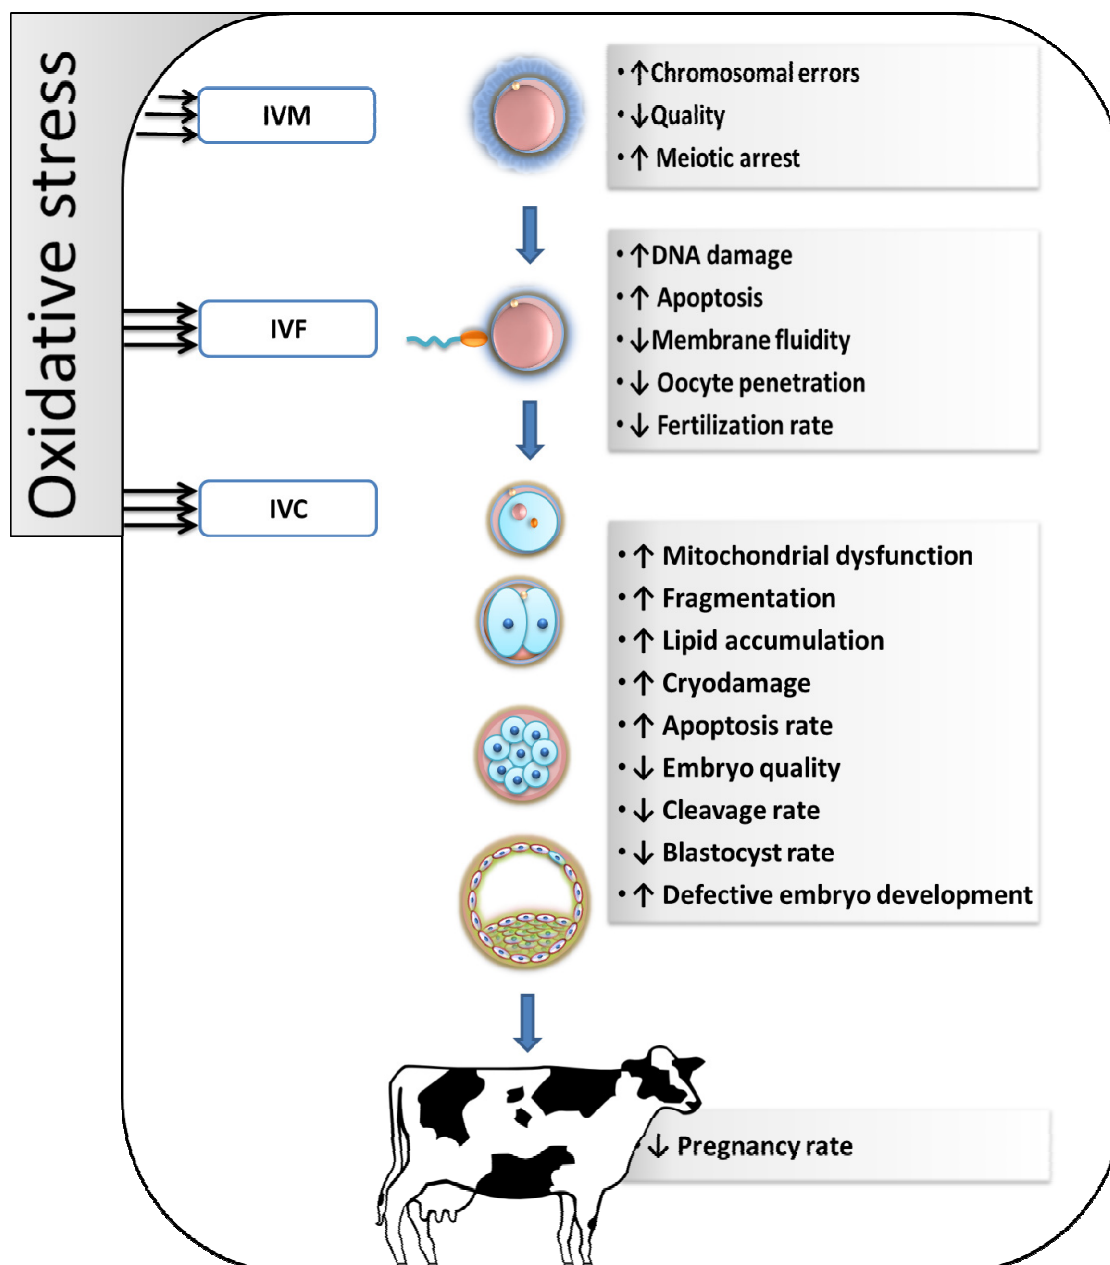 Oxidative stress
IVM
• ↑Chromosomal errors
• ↓Quality
• ↑ Meiotic arrest
IVF
• ↑DNA damage
• ↑ Apoptosis
• ↓Membrane fluidity
• ↓ Oocyte penetration
• ↓ Fertilization rate
IVC
• ↑ Mitochondrial dysfunction
• ↑ Fragmentation
• ↑ Lipid accumulation
• ↑ Cryodamage
• ↑ Apoptosis rate
• ↓ Embryo quality
• ↓ Cleavage rate
• ↓ Blastocyst rate
• ↑ Defective embryo development
↓ Pregnancy rate